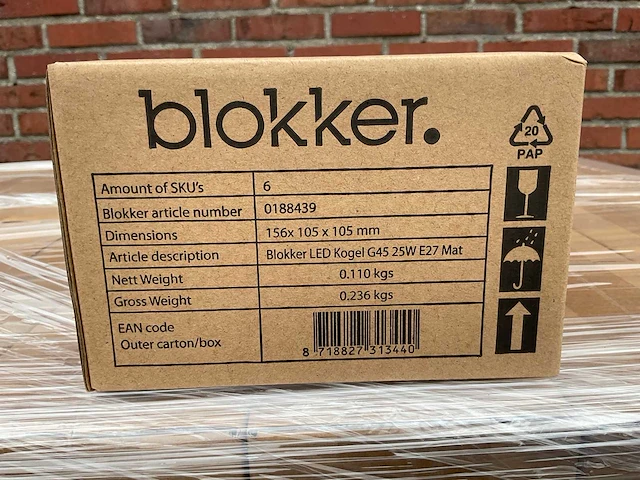 blokker.
20
PAP
Amount of SKU's 6
Blokker article number 0188439
Dimensions 156x 105 x 105 mm
Article description Blokker LED Kogel G45 25W E27 Mat
Nett Weight 0.110 kgs
Gross Weight 0.236 kgs
EAN code
Outer carton/box
8 718827 313440